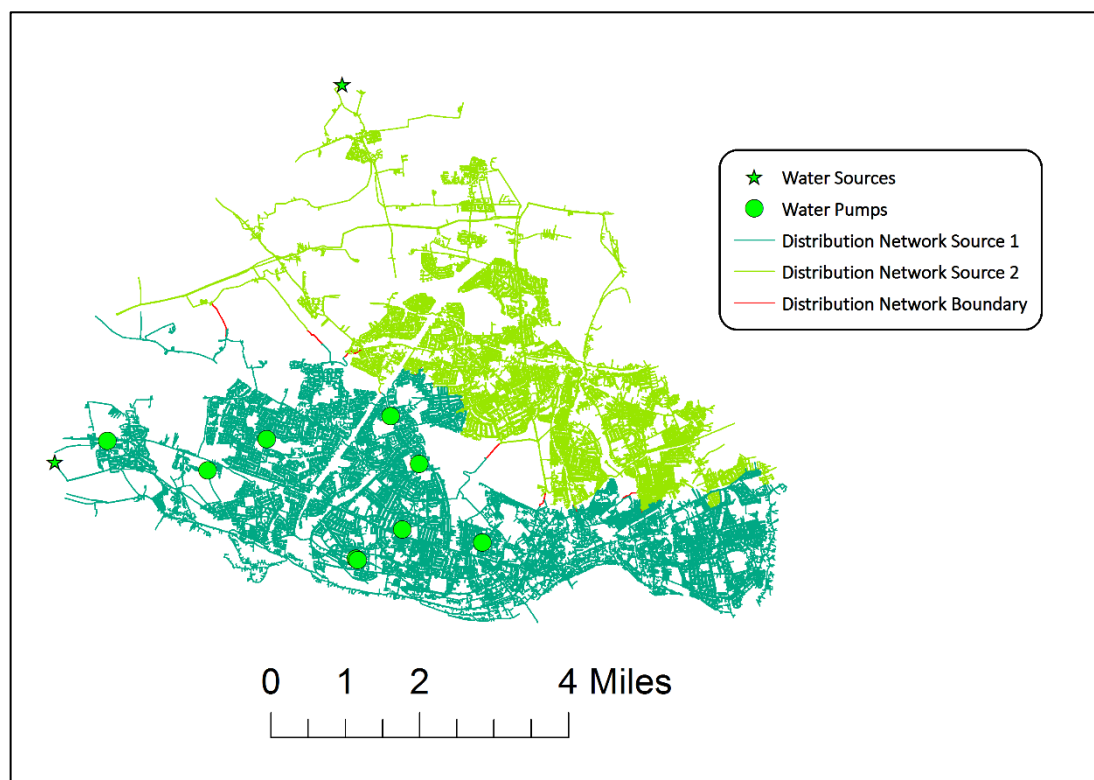 Water Sources
Water Pumps
Distribution Network Source 1
Distribution Network Source 2
Distribution Network Boundary
0 1 2 4 Miles